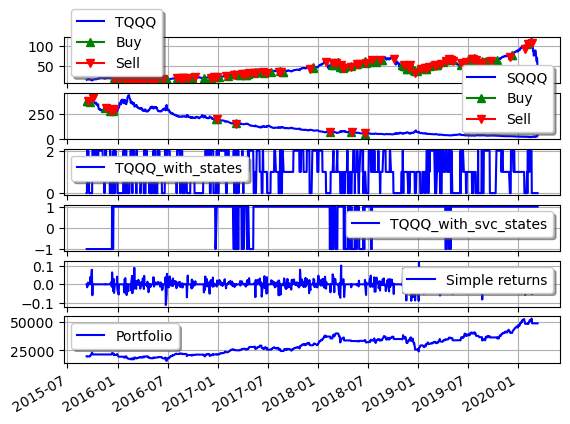 TQQQ
Buy
Sell
100
50
SQQQ
Buy
Sell
250
0
2
0
TQQQ_with_states
1
0
−1
TQQQ_with_svc_states
0.1
0.0
−0.1
Simple returns
50000
25000
Portfolio
2015-07 2016-01 2016-07 2017-01 2017-07 2018-01 2018-07 2019-01 2019-07 2020-01